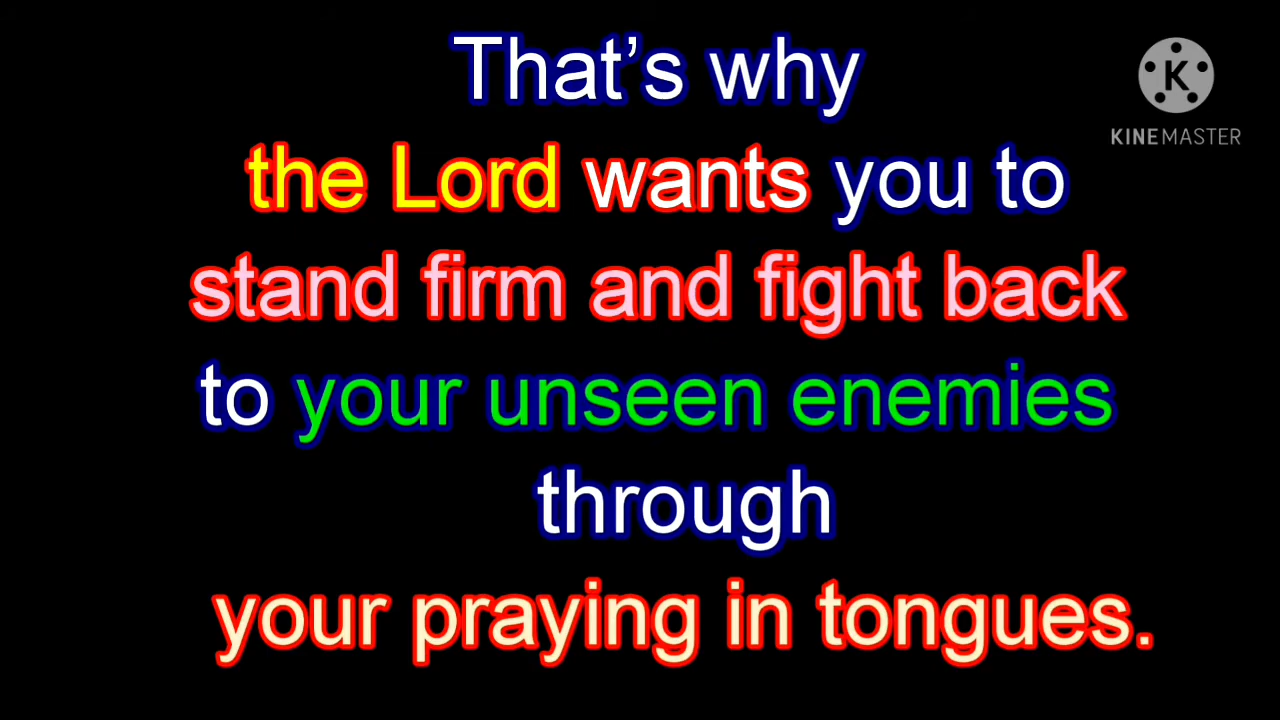 That’s why
the Lord wants you to
stand firm and fight back
to your unseen enemies
through
your praying in tongues.
K
KINEMASTER